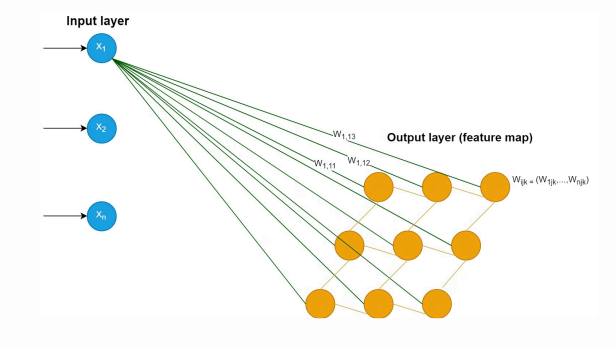 Input layer
X1
W1,13
Output layer (feature map)
X2
W1,12
W1,11
Wijk = (W1jk,...,Wnjk)
Xn